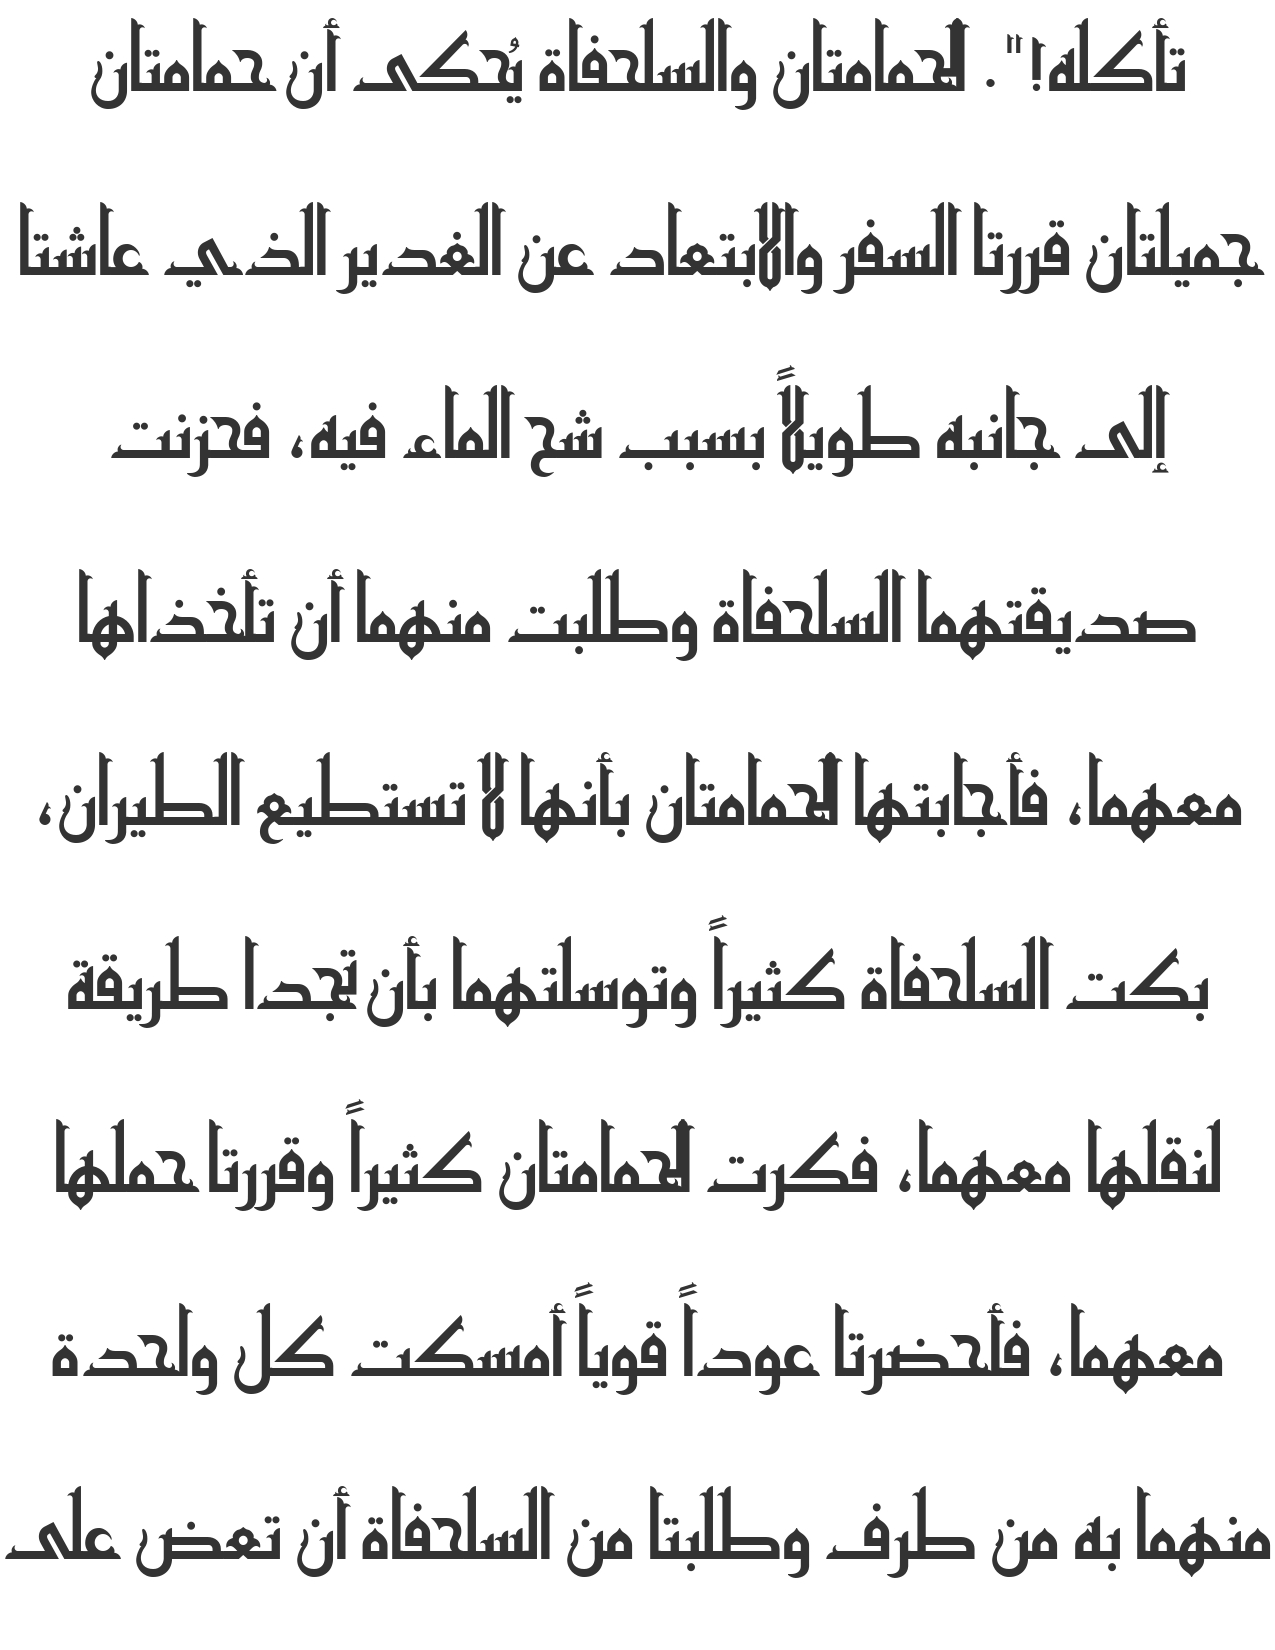 تأكله!". الحمامتان والسلحفاة يُحكى أن حمامتان
جميلتان قررتا السفر والابتعاد عن الغدير الذي عاشتا
إلى جانبه طويلاً بسبب شح الماء فيه، فحزنت
صديقتهما السلحفاة وطلبت منهما أن تأخذاها
معهما، فأجابتها الحمامتان بأنها لا تستطيع الطيران،
بكت السلحفاة كثيراً وتوسلتهما بأن تجدا طريقة
لنقلها معهما، فكرت الحمامتان كثيراً وقررتا حملها
معهما، فأحضرتا عوداً قوياً أمسكت كل واحدة
منهما به من طرف وطلبتا من السلحفاة أن تعض على